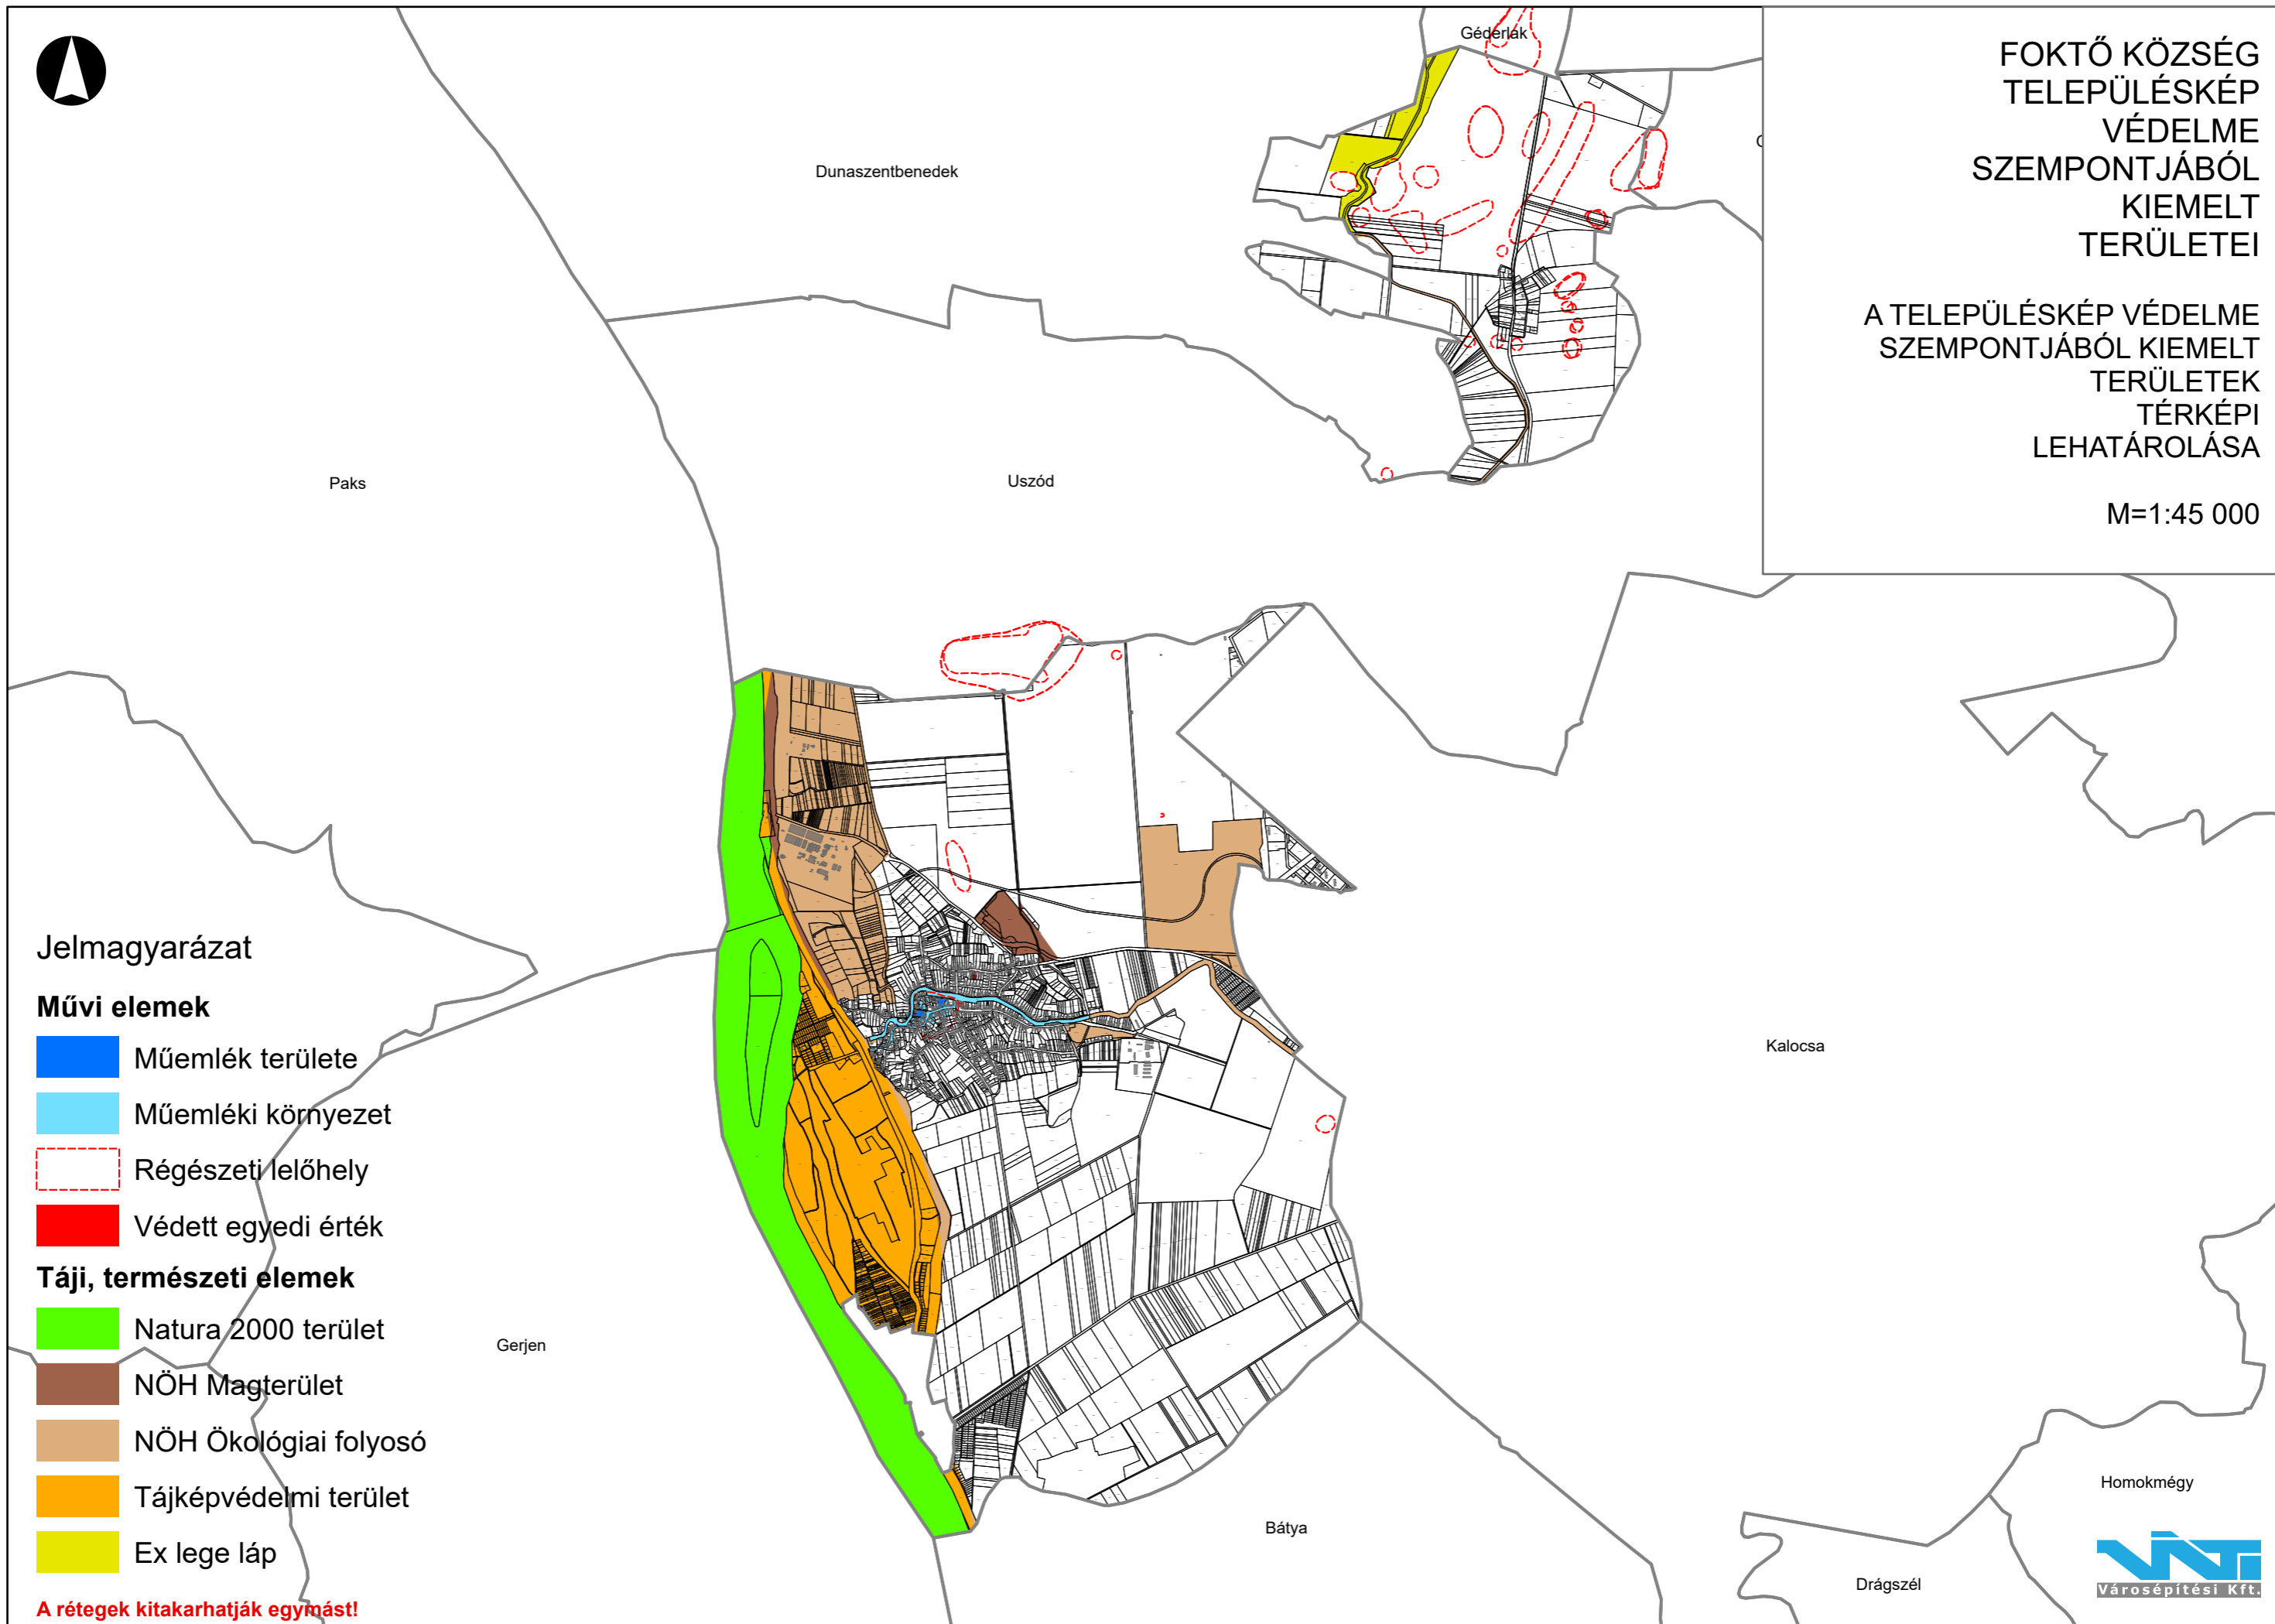 FOKTŐ KÖZSÉG
TELEPÜLÉSKÉP
VÉDELME
SZEMPONTJÁBÓL
KIEMELT
TERÜLETEI
A TELEPÜLÉSKÉP VÉDELME
SZEMPONTJÁBÓL KIEMELT
TERÜLETEK
TÉRKÉPI
LEHATÁROLÁSA
M=1:45 000
Géderlak
Dunaszentbenedek
Paks
Uszód
Kalocsa
Gerjen
Bátya
Homokmégy
Drágszél
Jelmagyarázat
Művi elemek
Műemlék területe
Műemléki környezet
Régészeti lelőhely
Védett egyedi érték
Táji, természeti elemek
Natura 2000 terület
NÖH Magterület
NÖH Ökológiai folyosó
Tájképvédelmi terület
Ex lege láp
A rétegek kitakarhatják egymást!
VÁTI
Városépítési Kft.